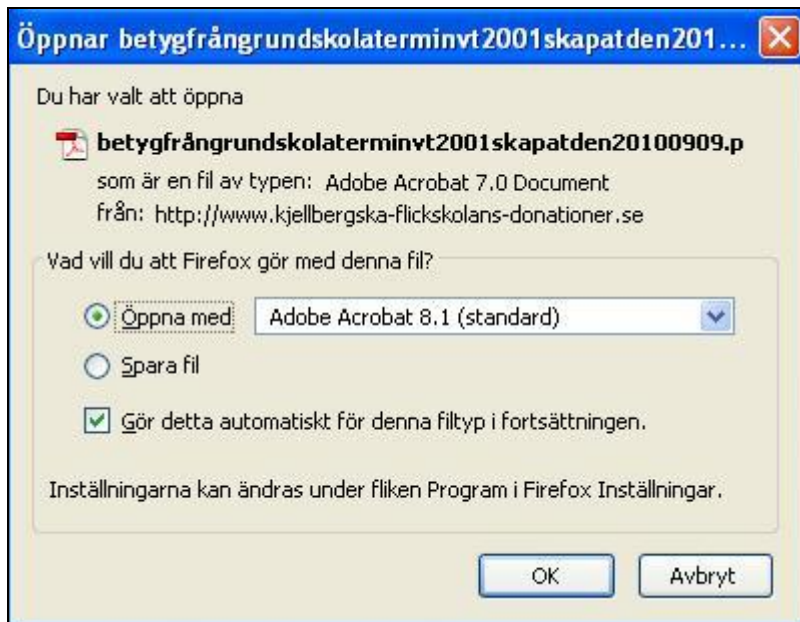 Öppnar betygfrångrundskolaterminvt2001skapatden201...
Du har valt att öppna
betygfrångrundskolaterminvt2001skapatden20100909.p
som är en fil av typen: Adobe Acrobat 7.0 Document
från: http://www.kjellbergska-flickskolans-donationer.se
Vad vill du att Firefox gör med denna fil?
Öppna med Adobe Acrobat 8.1 (standard)
Spara fil
Gör detta automatiskt för denna filtyp i fortsättningen.
Inställningarna kan ändras under fliken Program i Firefox Inställningar.
OK Avbryt